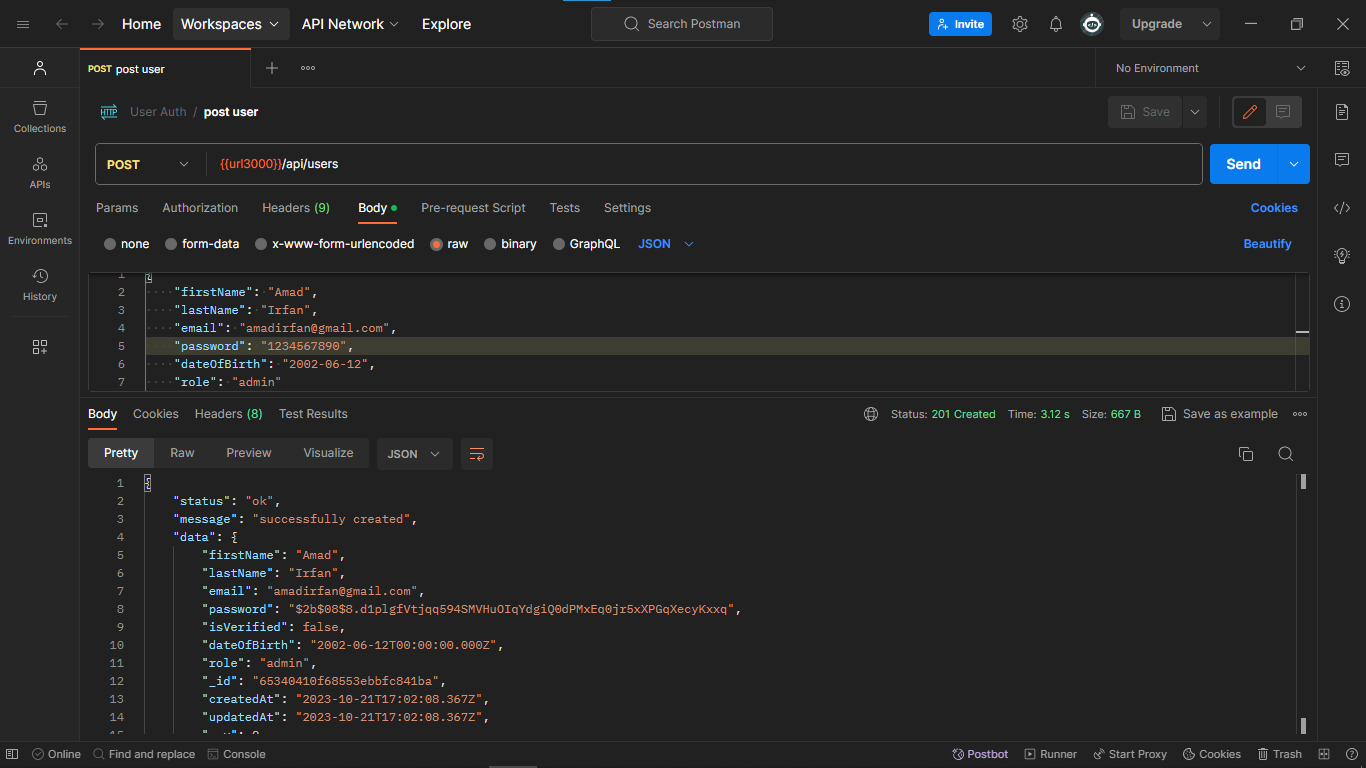 Home Workspaces API Network Explore Search Postman Invite Upgrade
POST post user No Environment
HTTP User Auth / post user Save
Collections
APIs
Environments
History
POST {{url3000}}/api/users Send
Params Authorization Headers (9) Body Pre-request Script Tests Settings Cookies
none form-data x-www-form-urlencoded raw binary GraphQL JSON Beautify
1 {
2 "firstName": "Amad",
3 "lastName": "Irfan",
4 "email": "amadirfan@gmail.com",
5 "password": "1234567890",
6 "dateOfBirth": "2002-06-12",
7 "role": "admin"
Body Cookies Headers (8) Test Results Status: 201 Created Time: 3.12 s Size: 667 B Save as example
Pretty Raw Preview Visualize JSON
1 {
2 "status": "ok",
3 "message": "successfully created",
4 "data": {
5 "firstName": "Amad",
6 "lastName": "Irfan",
7 "email": "amadirfan@gmail.com",
8 "password": "$2b$08$8.d1plgfVtjqq594SMVHuOIqYdgiQ0dPMxEq0jr5xXPGqXecyKxxq",
9 "isVerified": false,
10 "dateOfBirth": "2002-06-12T00:00:00.000Z",
11 "role": "admin",
12 "_id": "65340410f68553ebbfc841ba",
13 "createdAt": "2023-10-21T17:02:08.367Z",
14 "updatedAt": "2023-10-21T17:02:08.367Z",
Online Find and replace Console Postbot Runner Start Proxy Cookies Trash